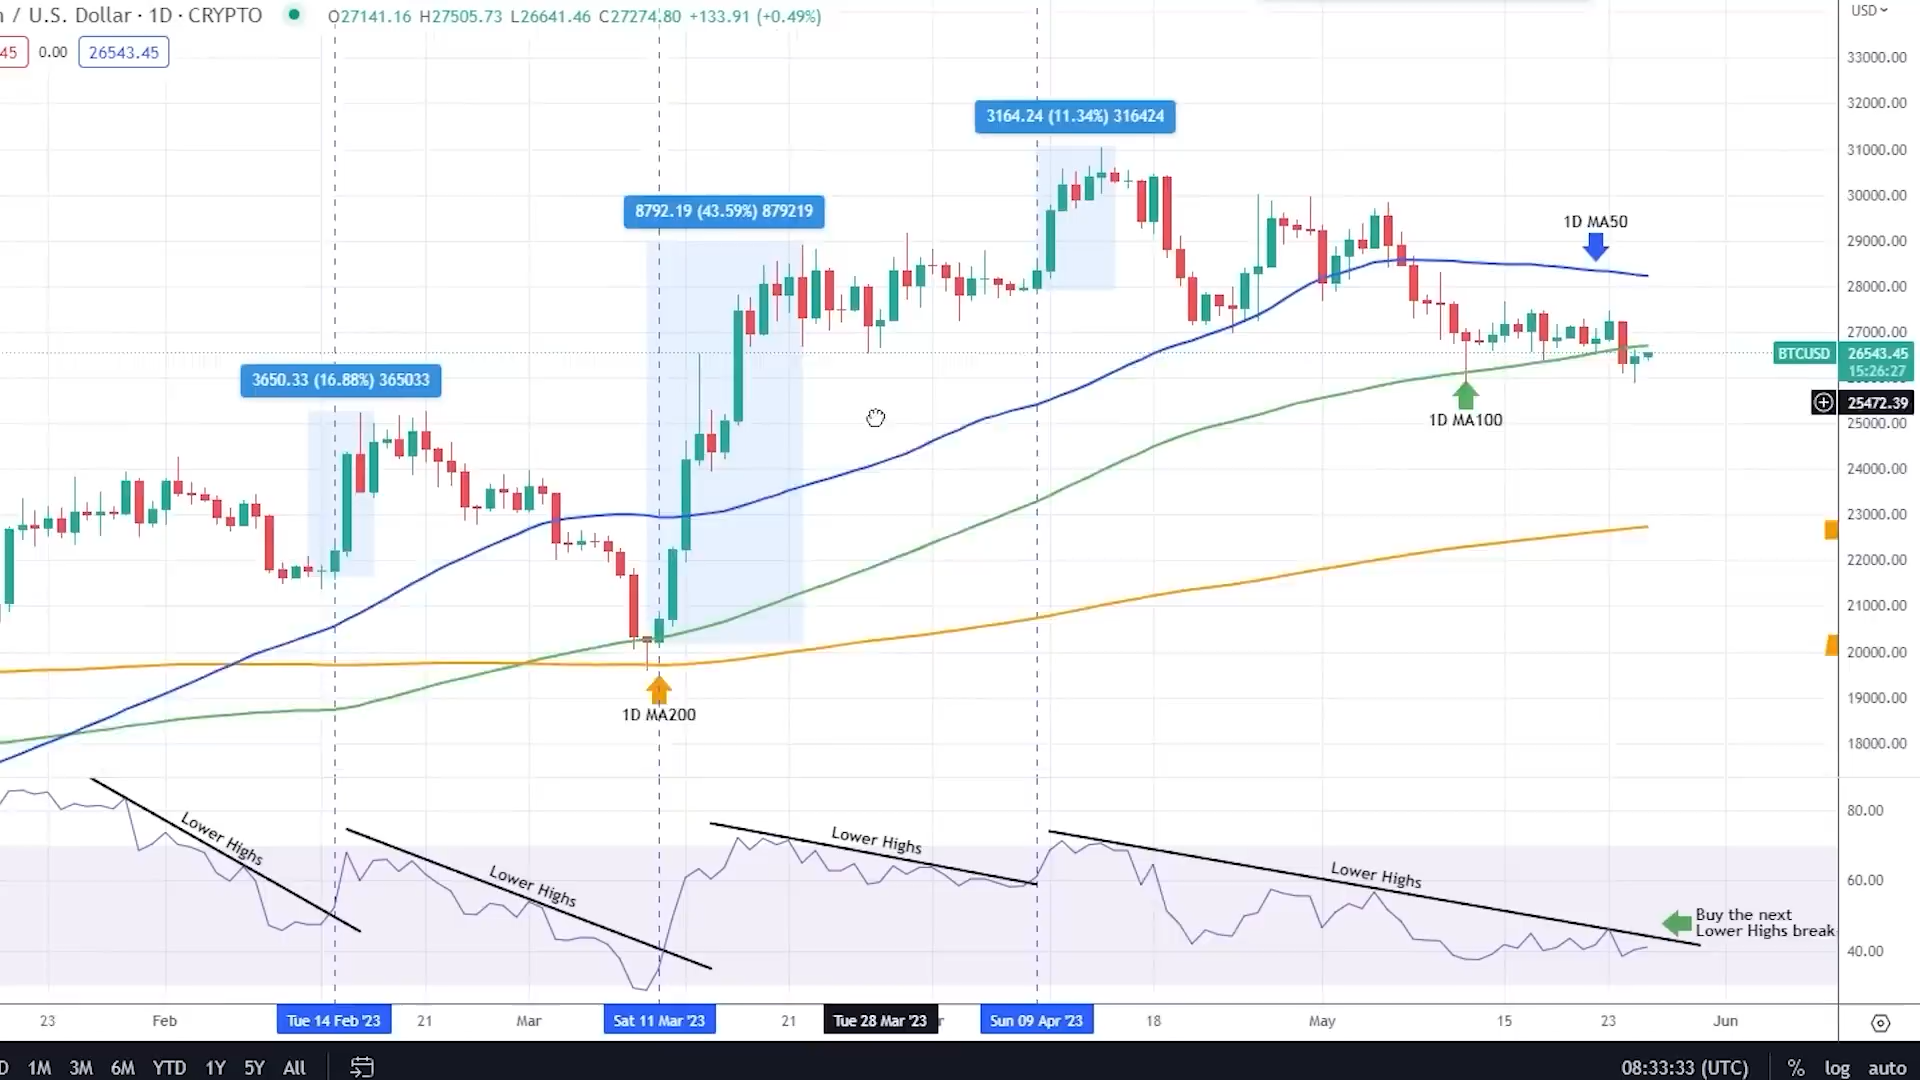 / U.S. Dollar · 1D · CRYPTO
O27141.16 H27505.73 L26641.46 C27274.80 +133.91 (+0.49%)
USD
45 0.00 26543.45
33000.00
32000.00
3164.24 (11.34%) 316424
31000.00
30000.00
8792.19 (43.59%) 879219
1D MA50
29000.00
28000.00
27000.00
BTCUSD 26543.45
15:26:27
3650.33 (16.88%) 365033
25472.39
1D MA100
25000.00
24000.00
23000.00
22000.00
21000.00
20000.00
19000.00
1D MA200
18000.00
80.00
Lower Highs
Lower Highs
Lower Highs
Lower Highs
60.00
Buy the next
Lower Highs break
40.00
23 Feb Tue 14 Feb '23 21 Mar Sat 11 Mar '23 21 Tue 28 Mar '23 Sun 09 Apr '23 18 May 15 23 Jun
1M 3M 6M YTD 1Y 5Y All
08:33:33 (UTC) % log auto